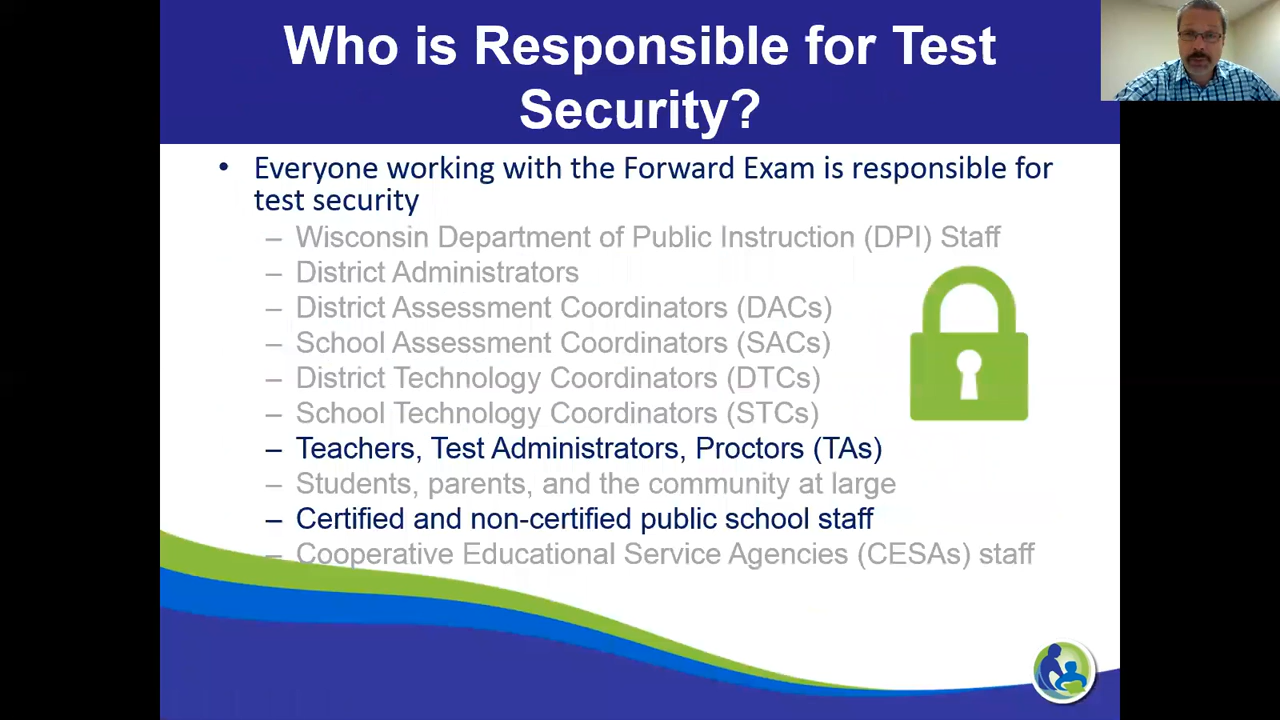 Who is Responsible for Test
Security?
• Everyone working with the Forward Exam is responsible for
test security
– Wisconsin Department of Public Instruction (DPI) Staff
– District Administrators
– District Assessment Coordinators (DACs)
– School Assessment Coordinators (SACs)
– District Technology Coordinators (DTCs)
– School Technology Coordinators (STCs)
– Teachers, Test Administrators, Proctors (TAs)
– Students, parents, and the community at large
– Certified and non-certified public school staff
– Cooperative Educational Service Agencies (CESAs) staff